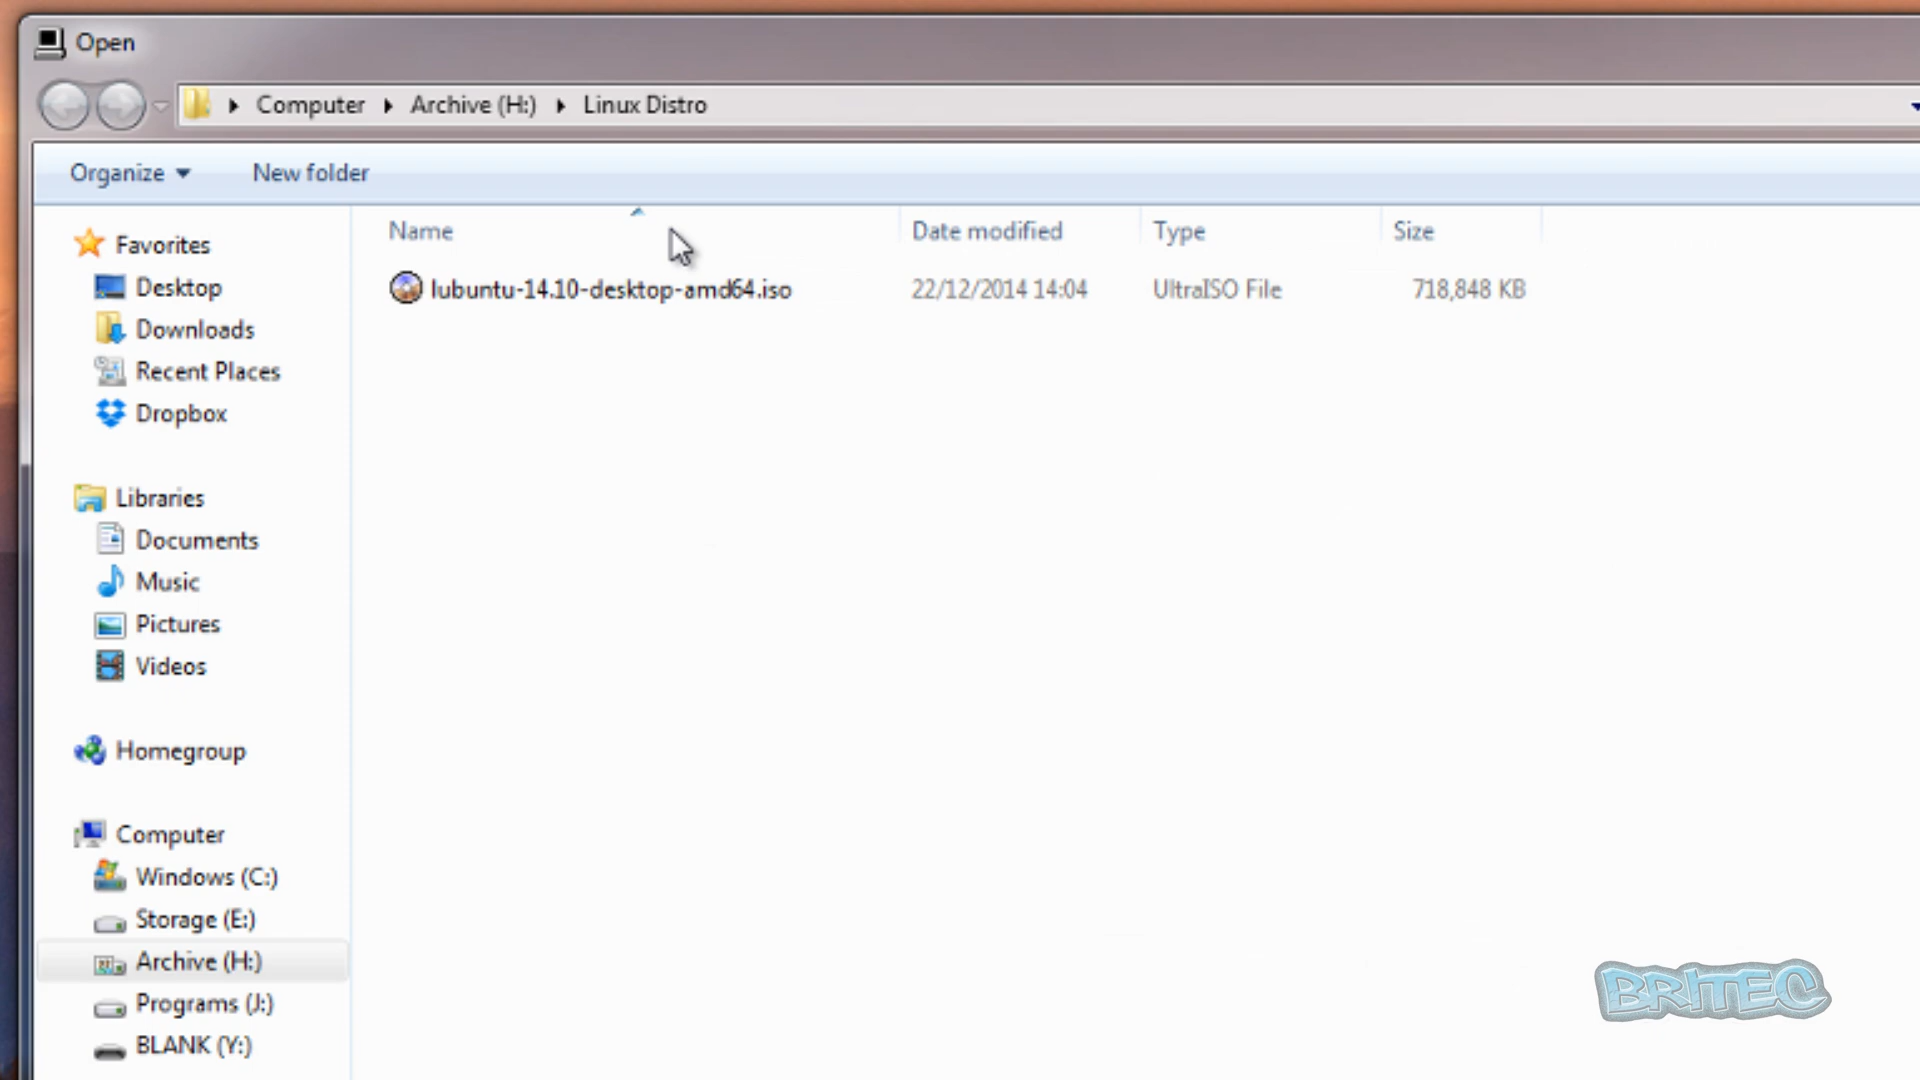 Open
Computer Archive (H:) Linux Distro
Organize New folder
Name Date modified Type Size
lubuntu-14.10-desktop-amd64.iso 22/12/2014 14:04 UltraISO File 718,848 KB
Favorites
Desktop
Downloads
Recent Places
Dropbox
Libraries
Documents
Music
Pictures
Videos
Homegroup
Computer
Windows (C:)
Storage (E:)
Archive (H:)
Programs (J:)
BLANK (Y:)
BRITEC